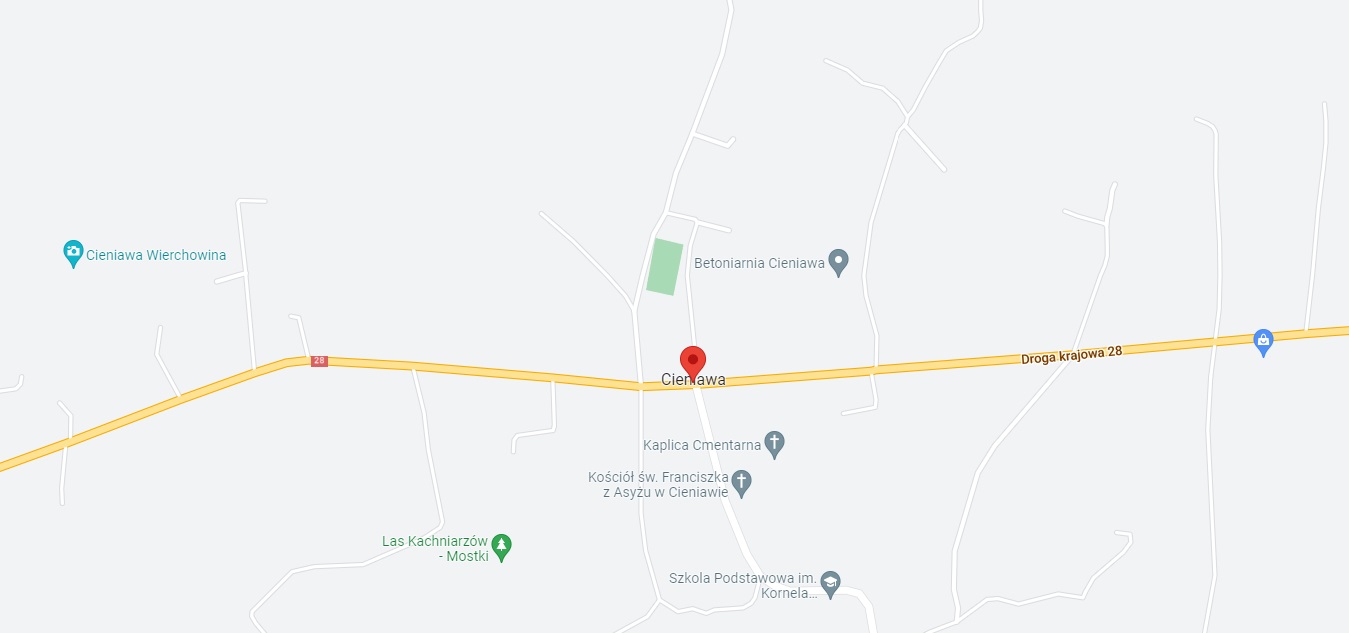 Cieniawa Wierchowina
Betoniarnia Cieniawa
28
Droga krajowa 28
Cieniawa
Kaplica Cmentarna
Kościół św. Franciszka
z Asyżu w Cieniawie
Las Kachniarzów
- Mostki
Szkoła Podstawowa im.
Kornela...